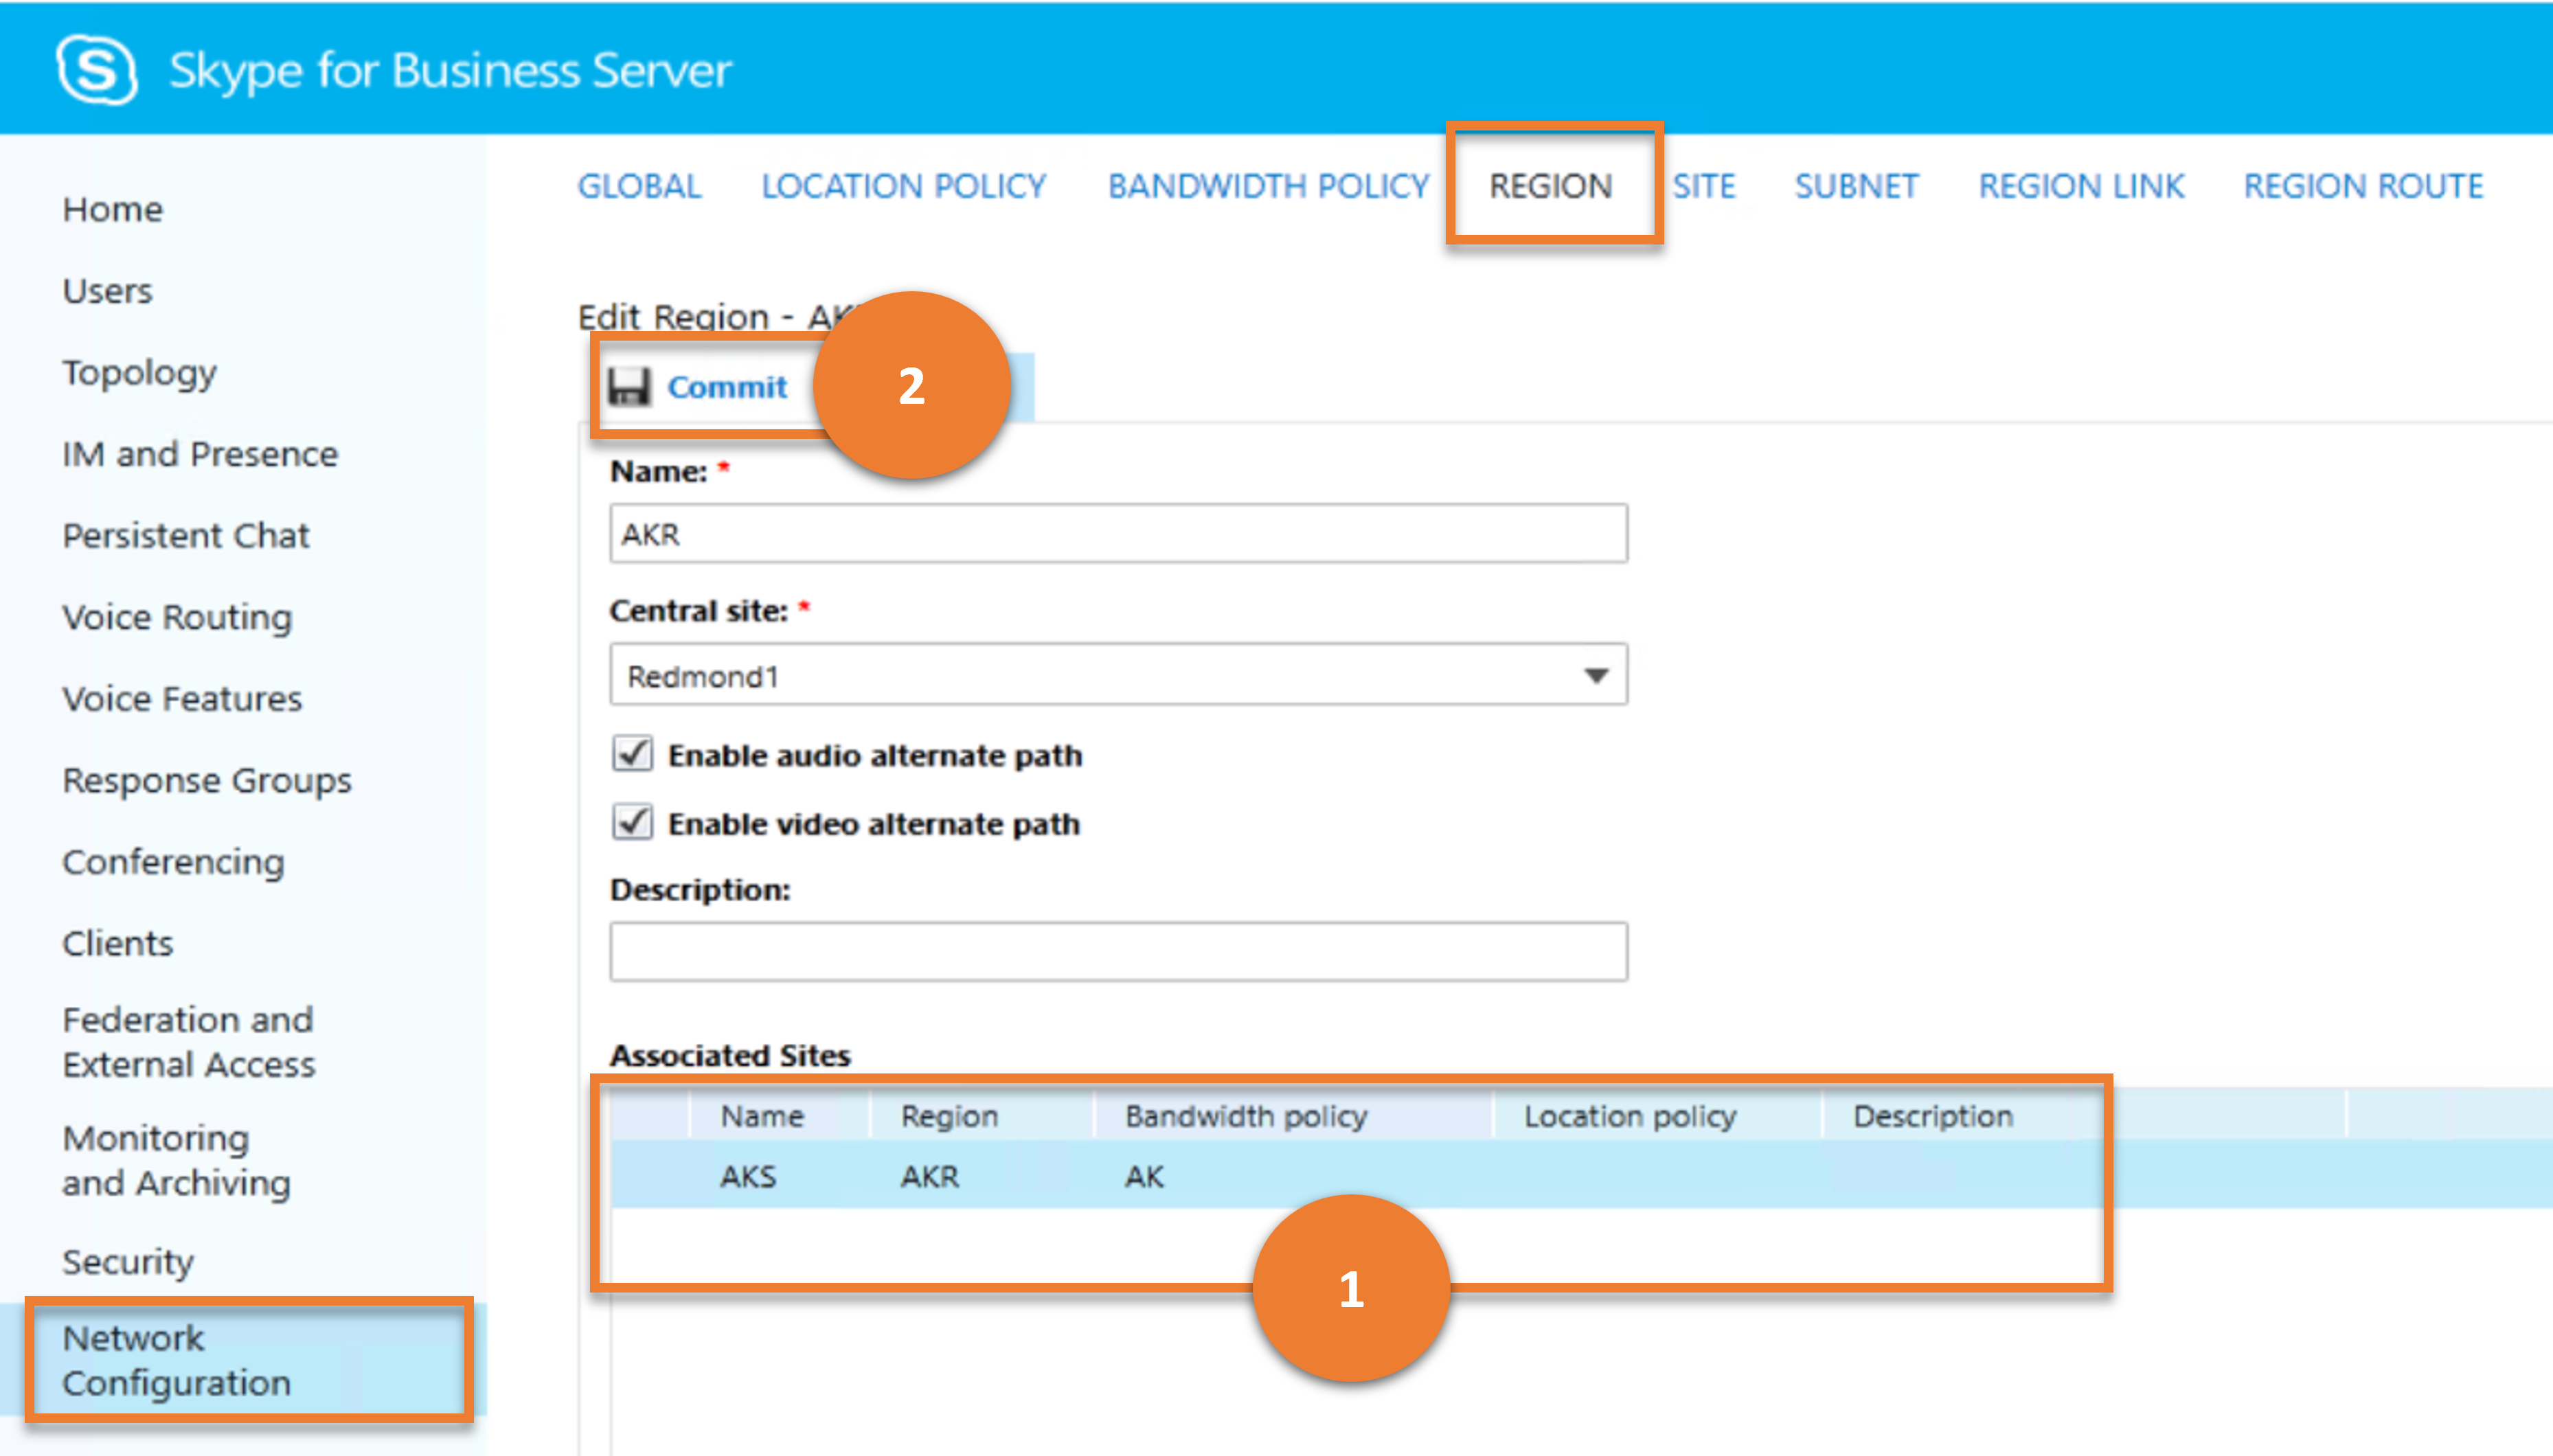 Skype for Business Server
GLOBAL LOCATION POLICY BANDWIDTH POLICY REGION SITE SUBNET REGION LINK REGION ROUTE
Home
Users
Topology
IM and Presence
Persistent Chat
Voice Routing
Voice Features
Response Groups
Conferencing
Clients
Federation and
External Access
Monitoring
and Archiving
Security
Network
Configuration
Edit Region - AK
Commit
2
Name: *
AKR
Central site: *
Redmond1
Enable audio alternate path
Enable video alternate path
Description:
Associated Sites
Name Region Bandwidth policy Location policy Description
AKS AKR AK
1